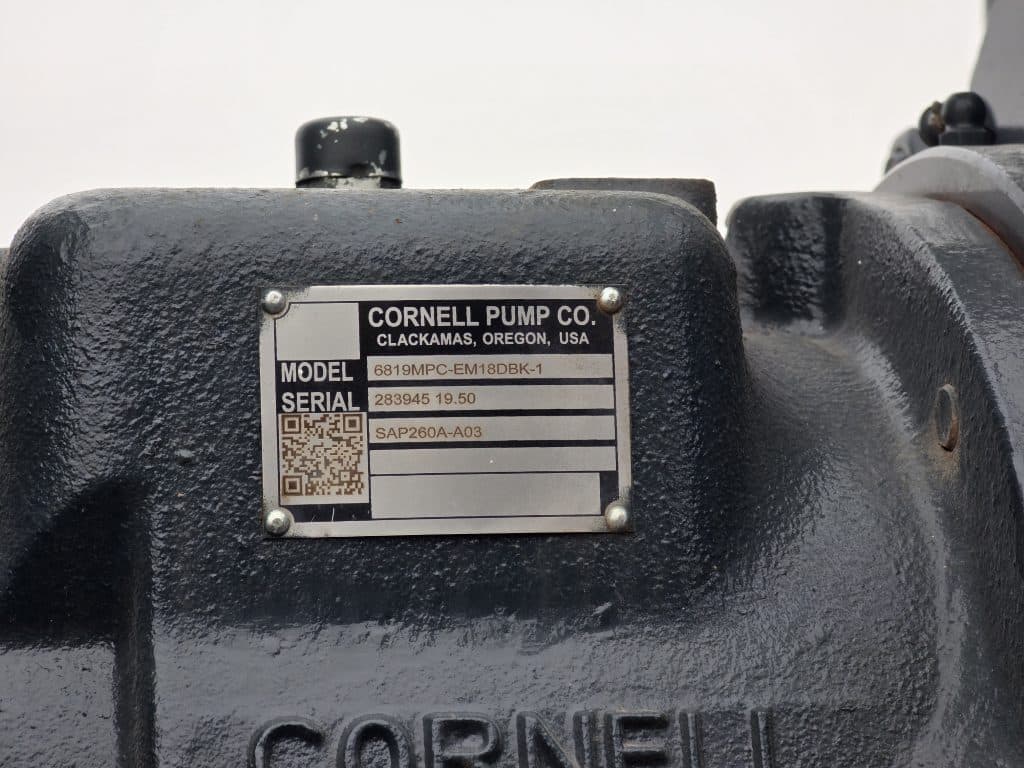 CORNELL PUMP CO.
CLACKAMAS, OREGON, USA
MODEL 6819MPC-EM18DBK-1
SERIAL 283945 19.50
SAP260A-A03
CORNELL